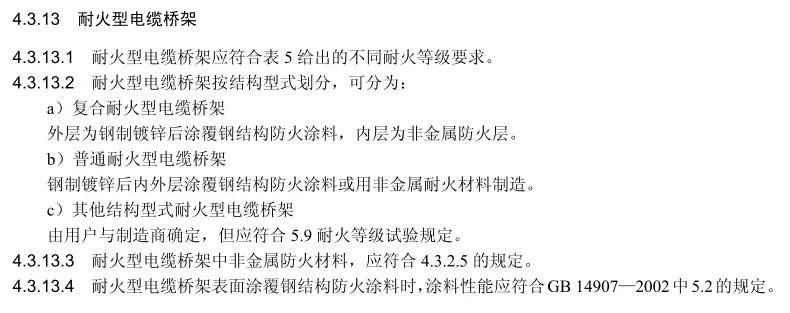 4.3.13 耐火型电缆桥架
4.3.13.1 耐火型电缆桥架应符合表 5 给出的不同耐火等级要求。
4.3.13.2 耐火型电缆桥架按结构型式划分，可分为：
a）复合耐火型电缆桥架
外层为钢制镀锌后涂覆钢结构防火涂料，内层为非金属防火层。
b）普通耐火型电缆桥架
钢制镀锌后内外层涂覆钢结构防火涂料或用非金属耐火材料制造。
c）其他结构型式耐火型电缆桥架
由用户与制造商确定，但应符合 5.9 耐火等级试验规定。
4.3.13.3 耐火型电缆桥架中非金属防火材料，应符合 4.3.2.5 的规定。
4.3.13.4 耐火型电缆桥架表面涂覆钢结构防火涂料时，涂料性能应符合 GB 14907—2002 中 5.2 的规定。